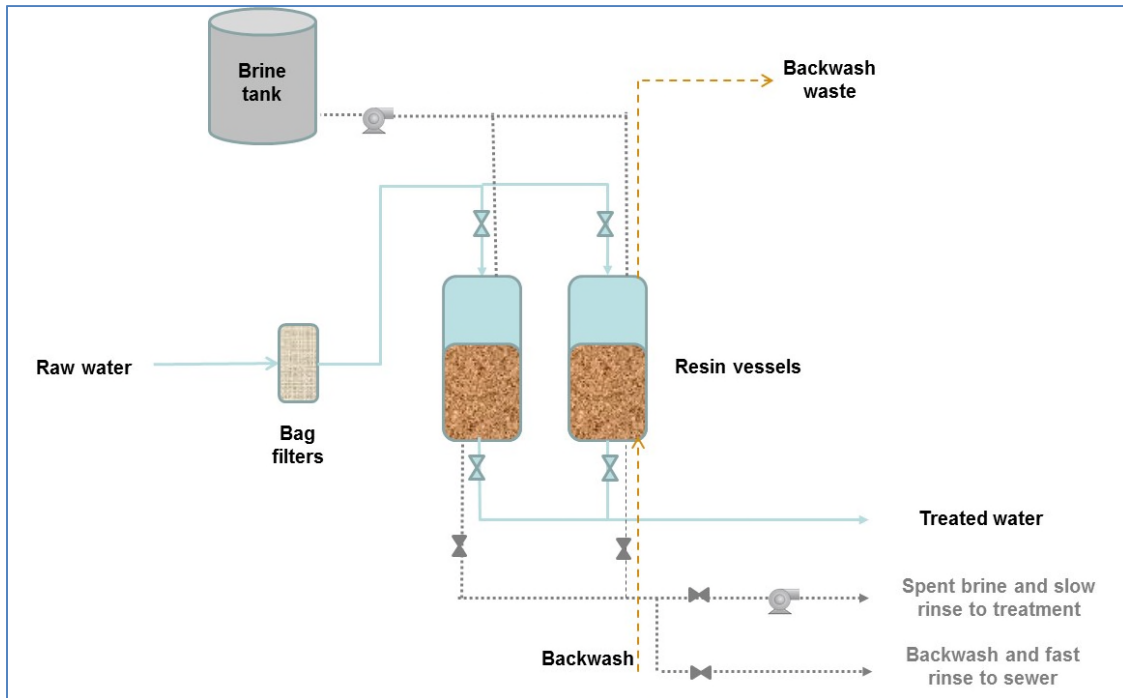 Brine
tank
Backwash
waste
Raw water
Bag
filters
Resin vessels
Treated water
Spent brine and slow
rinse to treatment
Backwash
Backwash and fast
rinse to sewer